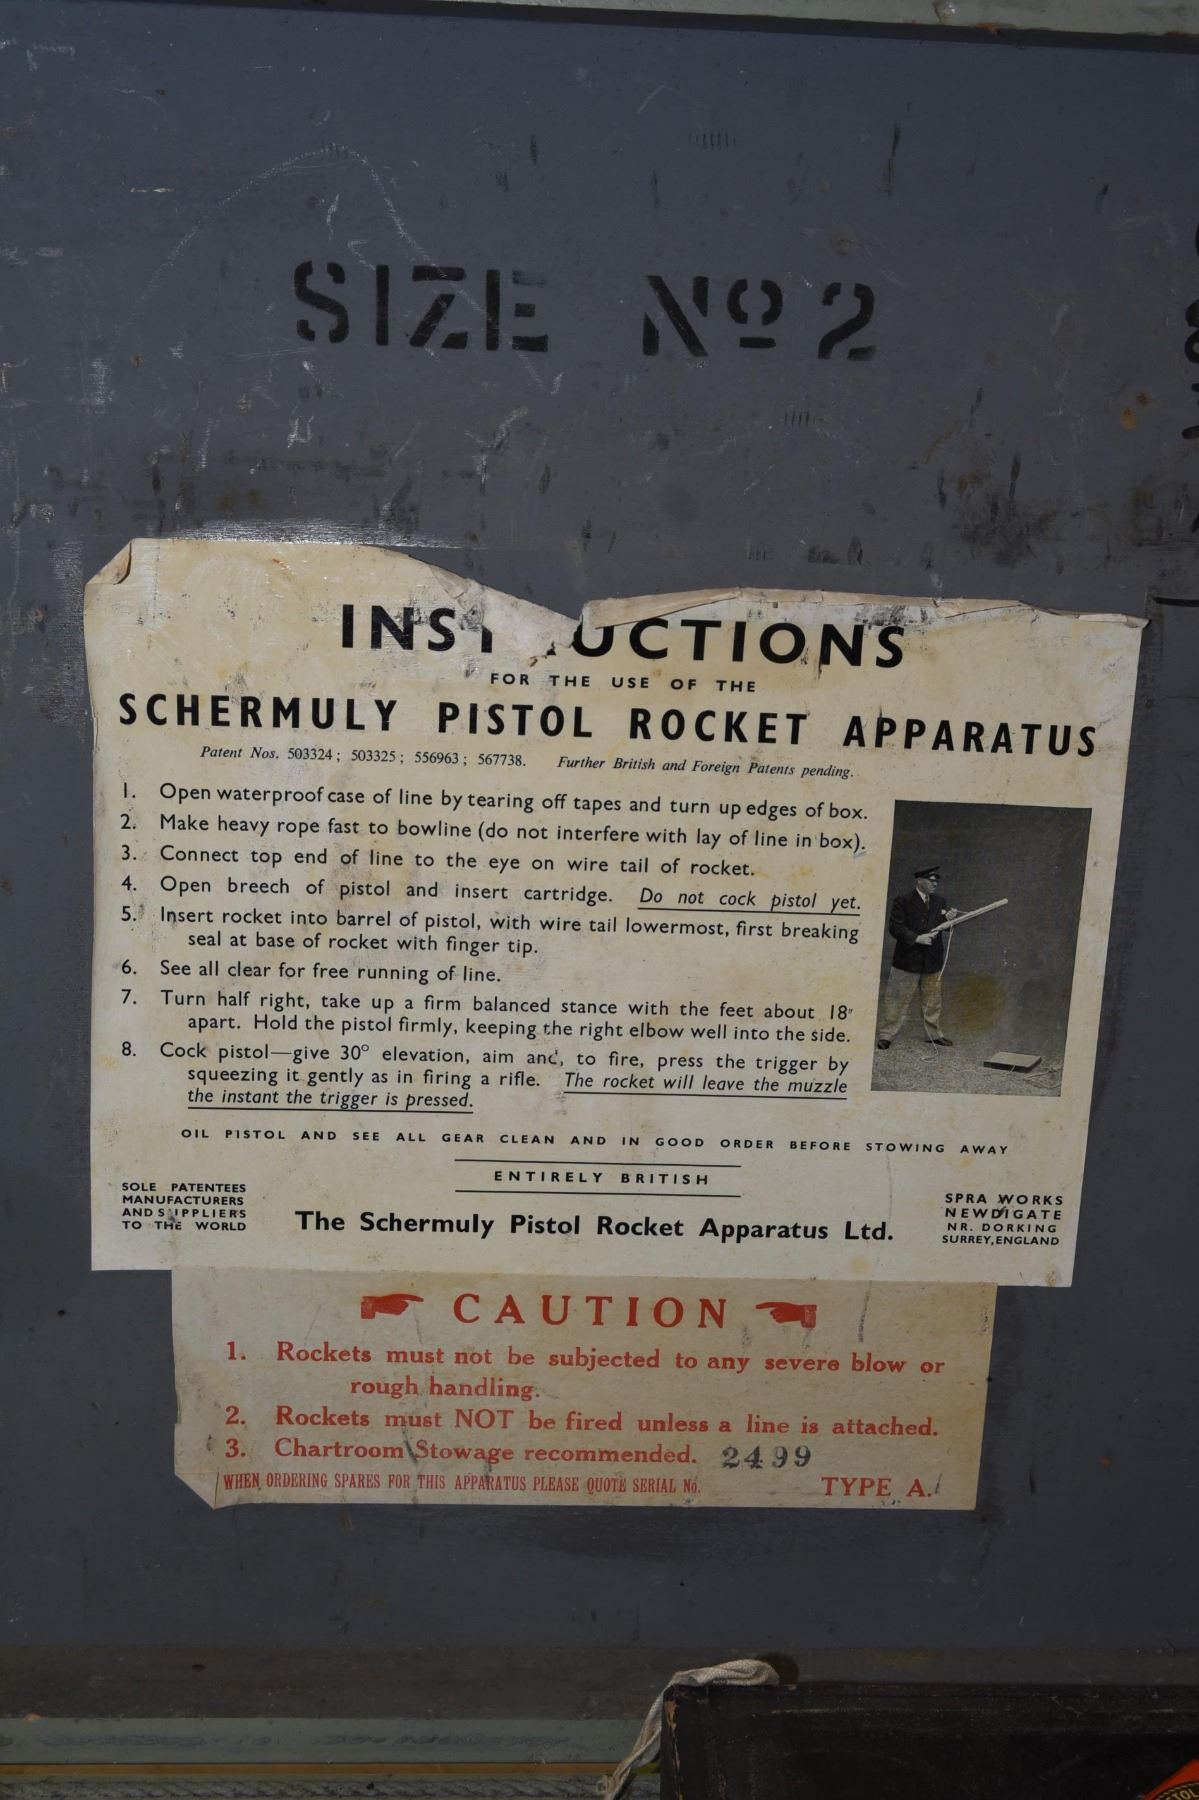 SIZE Nº 2
INST UCTIONS
FOR THE USE OF THE
SCHERMULY PISTOL ROCKET APPARATUS
Patent Nos. 503324; 503325; 556963; 567738. Further British and Foreign Patents pending.
1. Open waterproof case of line by tearing off tapes and turn up edges of box.
2. Make heavy rope fast to bowline (do not interfere with lay of line in box).
3. Connect top end of line to the eye on wire tail of rocket.
4. Open breech of pistol and insert cartridge. Do not cock pistol yet.
5. Insert rocket into barrel of pistol, with wire tail lowermost, first breaking
seal at base of rocket with finger tip.
6. See all clear for free running of line.
7. Turn half right, take up a firm balanced stance with the feet about 18"
apart. Hold the pistol firmly, keeping the right elbow well into the side.
8. Cock pistol—give 30° elevation, aim and, to fire, press the trigger by
squeezing it gently as in firing a rifle. The rocket will leave the muzzle
the instant the trigger is pressed.
OIL PISTOL AND SEE ALL GEAR CLEAN AND IN GOOD ORDER BEFORE STOWING AWAY
ENTIRELY BRITISH
SOLE PATENTEES
MANUFACTURERS
AND SUPPLIERS
TO THE WORLD
The Schermuly Pistol Rocket Apparatus Ltd.
SPRA WORKS
NEWDIGATE
NR. DORKING
SURREY, ENGLAND
CAUTION
1. Rockets must not be subjected to any severe blow or
rough handling.
2. Rockets must NOT be fired unless a line is attached.
3. Chartroom Stowage recommended. 2499
WHEN ORDERING SPARES FOR THIS APPARATUS PLEASE QUOTE SERIAL No. TYPE A.